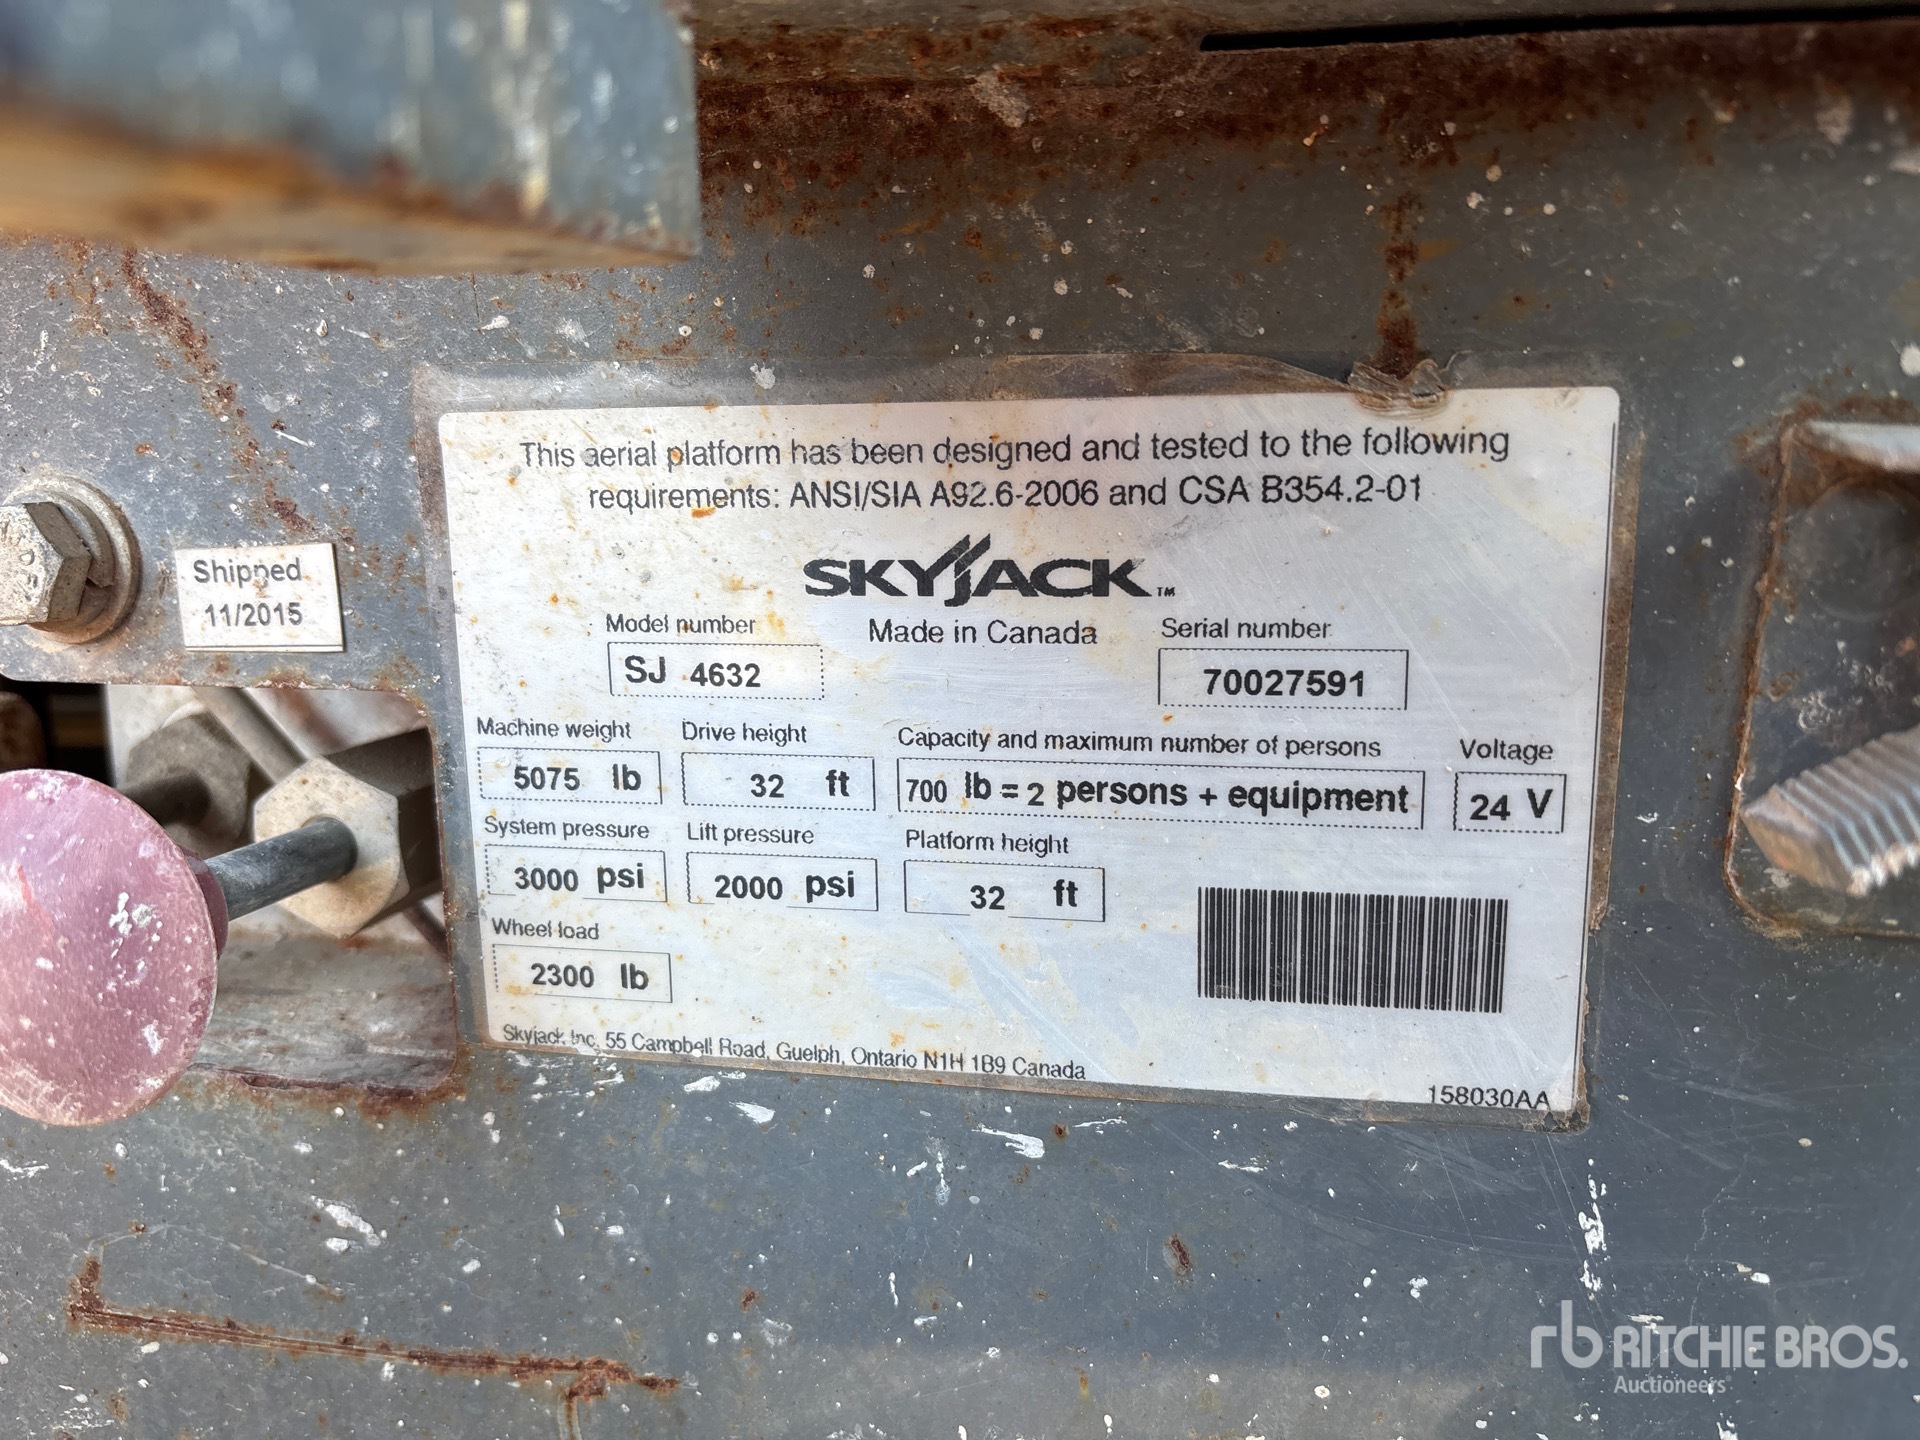 This aerial platform has been designed and tested to the following
requirements: ANSI/SIA A92.6-2006 and CSA B354.2-01
SKYJACK™
Made in Canada
Shipped
11/2015
Model number
SJ 4632
Serial number
70027591
Machine weight
5075 lb
Drive height
32 ft
Capacity and maximum number of persons
700 lb = 2 persons + equipment
Voltage
24 V
System pressure
3000 psi
Lift pressure
2000 psi
Platform height
32 ft
Wheel load
2300 lb
Skyjack Inc. 55 Campbell Road, Guelph, Ontario N1H 1B9 Canada
158030AA
rb RITCHIE BROS.
Auctioneers